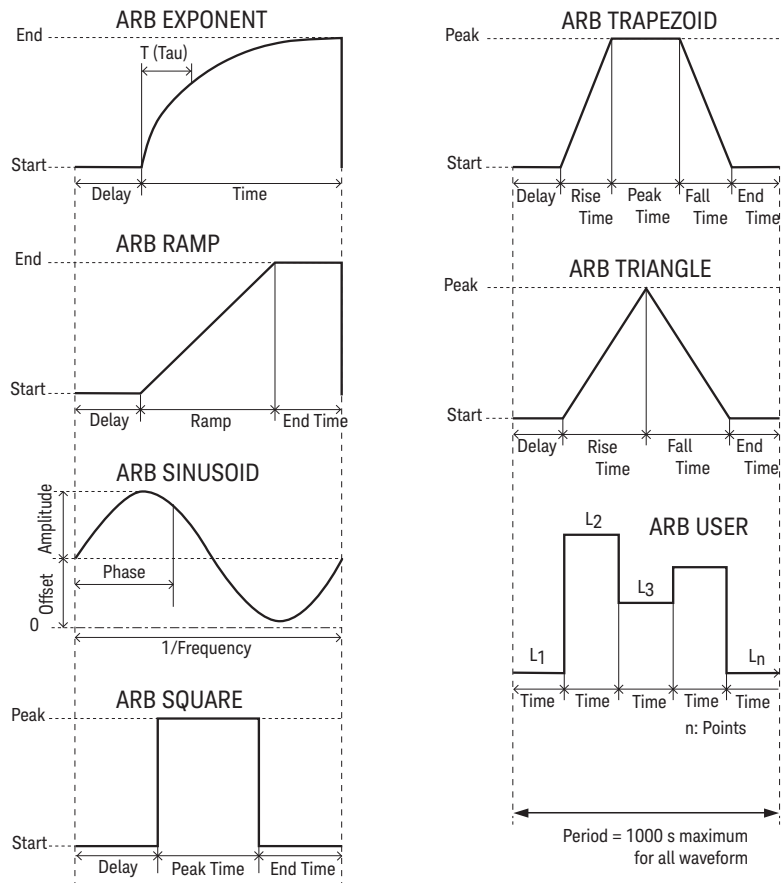 ARB EXPONENT
End
T (Tau)
Start
Delay
Time
ARB RAMP
End
Start
Delay
Ramp
End Time
ARB SINUSOID
Amplitude
Offset
Phase
0
1/Frequency
ARB SQUARE
Peak
Start
Delay
Peak Time
End Time
ARB TRAPEZOID
Peak
Start
Delay
Rise
Time
Peak
Time
Fall
Time
End
Time
ARB TRIANGLE
Peak
Start
Delay
Rise
Time
Fall
Time
End
Time
ARB USER
L2
L3
L1
Ln
Time
Time
Time
Time
Time
n: Points
Period = 1000 s maximum
for all waveform